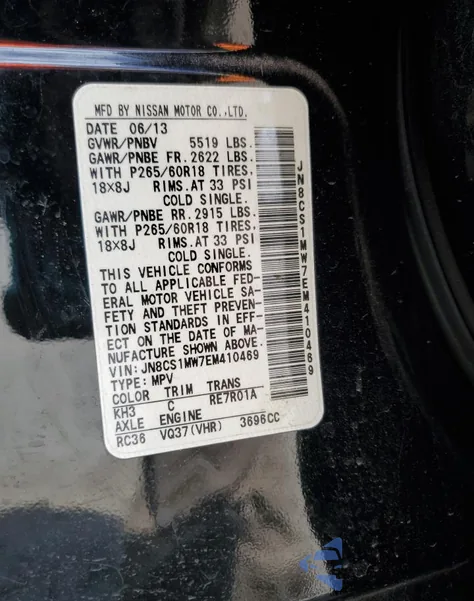 MFD BY NISSAN MOTOR CO.,LTD.
DATE 06/13
GVWR/PNBV 5519 LBS.
GAWR/PNBE FR. 2622 LBS.
WITH P265/60R18 TIRES,
18X8J RIMS.AT 33 PSI
COLD SINGLE.
GAWR/PNBE RR. 2915 LBS.
WITH P265/60R18 TIRES,
18X8J RIMS.AT 33 PSI
COLD SINGLE.
THIS VEHICLE CONFORMS
TO ALL APPLICABLE FED-
ERAL MOTOR VEHICLE SA-
FETY AND THEFT PREVEN-
TION STANDARDS IN EFF-
ECT ON THE DATE OF MA-
NUFACTURE SHOWN ABOVE.
VIN: JN8CS1MW7EM410469
TYPE: MPV
COLOR TRIM TRANS
KH3 C RE7R01A
AXLE ENGINE
RC36 VQ37(VHR) 3696CC
JN8CS1MW7EM410469